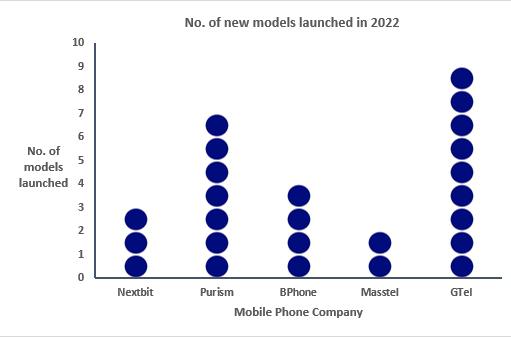 No. of new models launched in 2022
10
9
8
7
6
5
4
3
2
1
0
No. of
models
launched
Nextbit
Purism
BPhone
Masstel
GTel
Mobile Phone Company